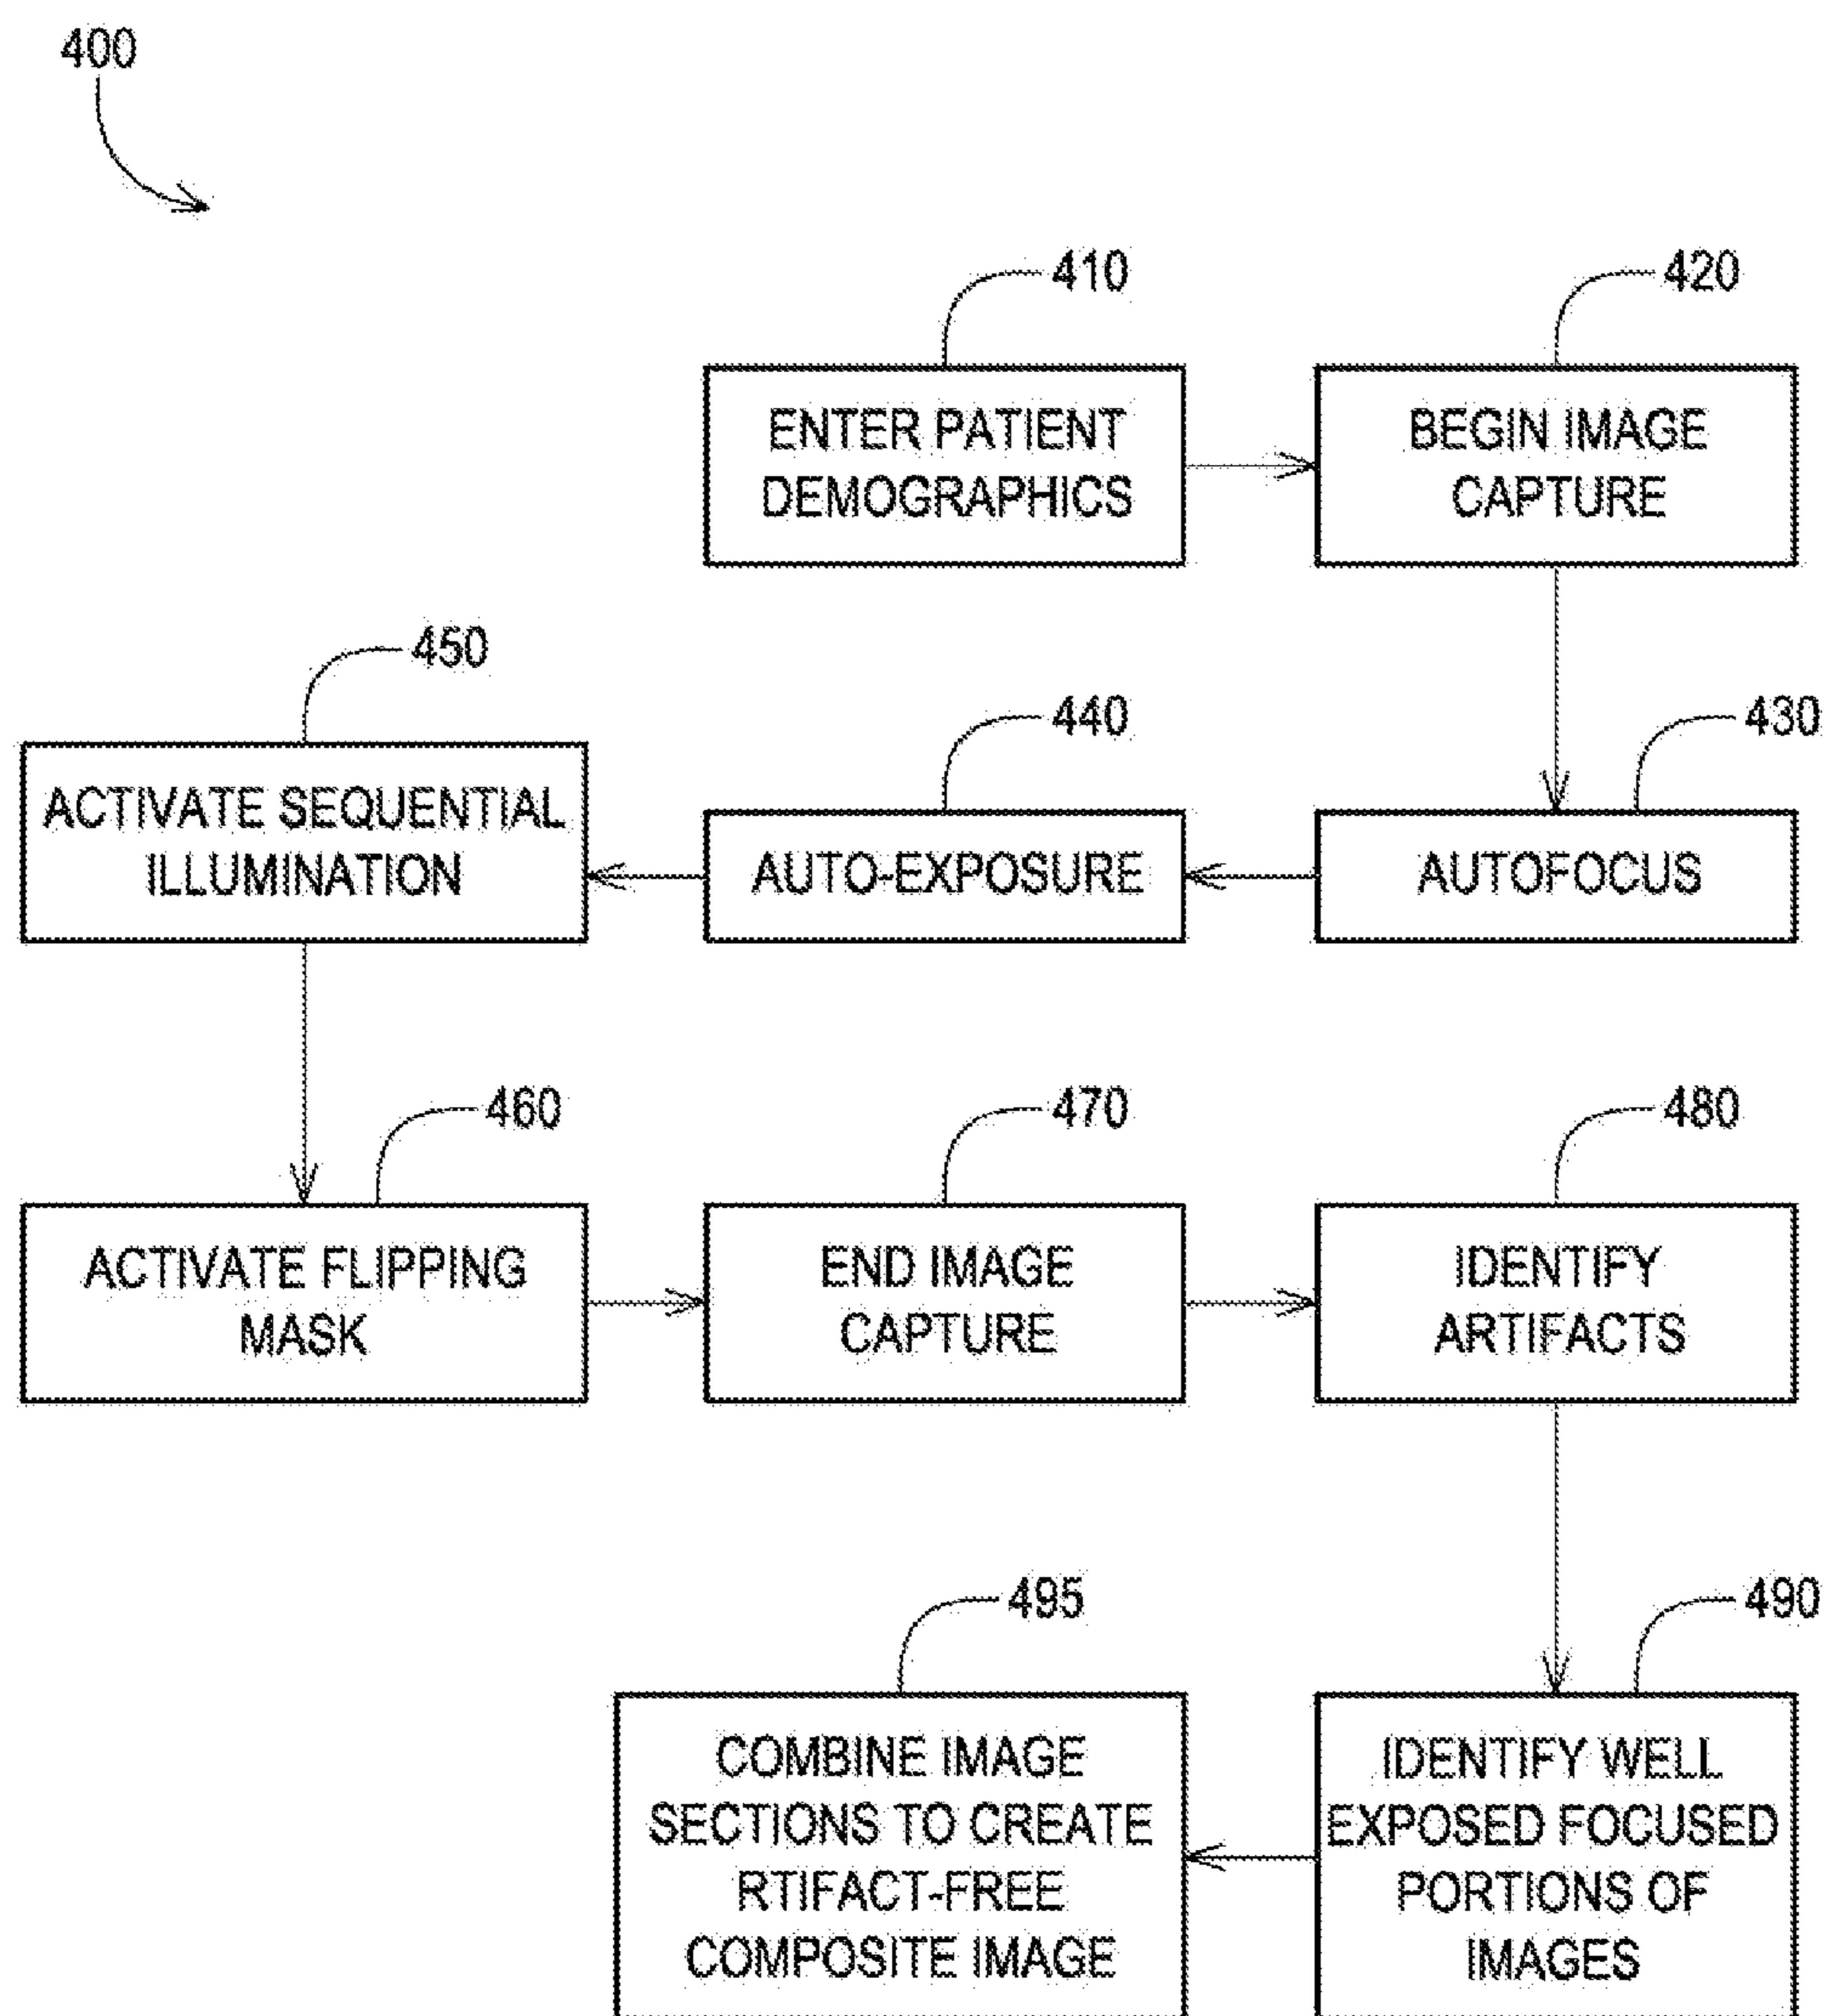 400
410
420
ENTER PATIENT
DEMOGRAPHICS
BEGIN IMAGE
CAPTURE
450
440
430
ACTIVATE SEQUENTIAL
ILLUMINATION
AUTO-EXPOSURE
AUTOFOCUS
460
470
480
ACTIVATE FLIPPING
MASK
END IMAGE
CAPTURE
IDENTIFY
ARTIFACTS
495
490
COMBINE IMAGE
SECTIONS TO CREATE
RTIFACT-FREE
COMPOSITE IMAGE
IDENTIFY WELL
EXPOSED FOCUSED
PORTIONS OF
IMAGES